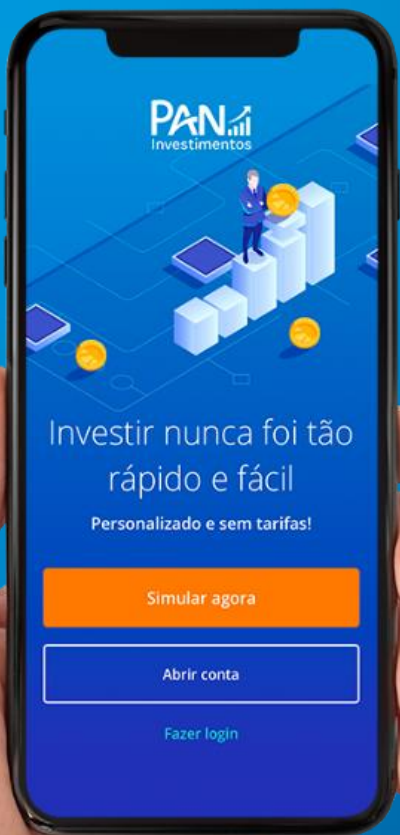 PAN
Investimentos
Investir nunca foi tão
rápido e fácil
Personalizado e sem tarifas!
Simular agora
Abrir conta
Fazer login